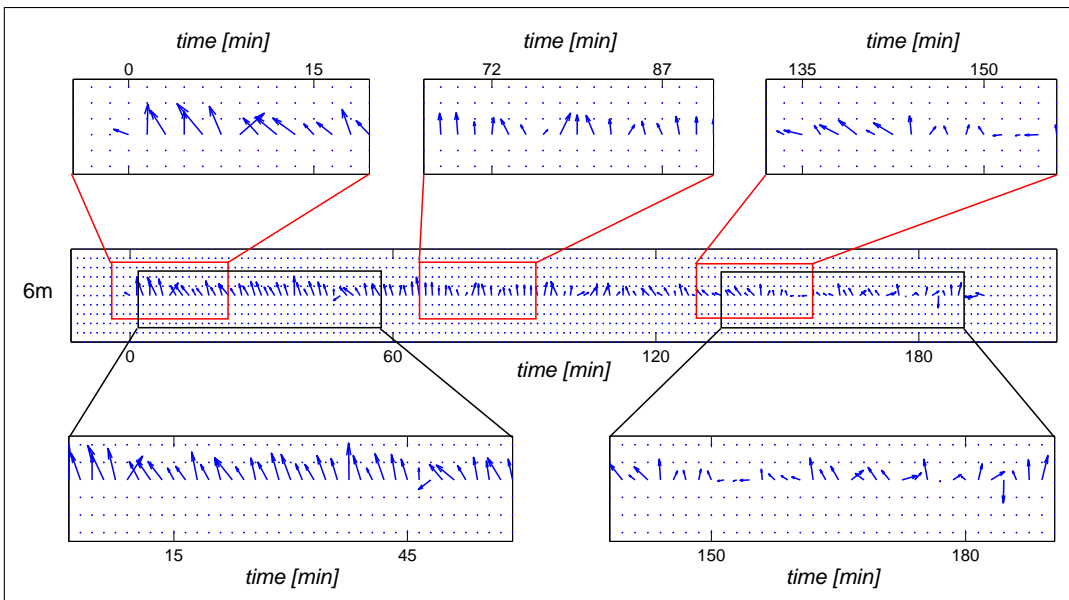 time [min] time [min] time [min]
0 15 72 87 135 150
6m
0 60 120 180
time [min]
15 45 150 180
time [min] time [min]